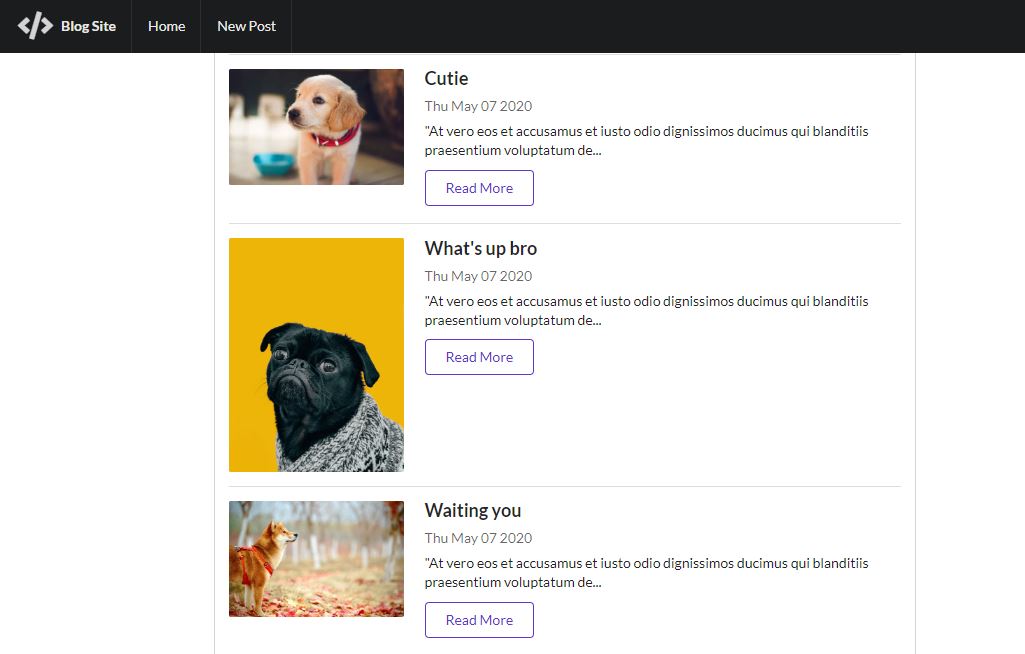 Blog Site Home New Post
Cutie
Thu May 07 2020
"At vero eos et accusamus et iusto odio dignissimos ducimus qui blanditiis
praesentium voluptatum de...
Read More
What's up bro
Thu May 07 2020
"At vero eos et accusamus et iusto odio dignissimos ducimus qui blanditiis
praesentium voluptatum de...
Read More
Waiting you
Thu May 07 2020
"At vero eos et accusamus et iusto odio dignissimos ducimus qui blanditiis
praesentium voluptatum de...
Read More